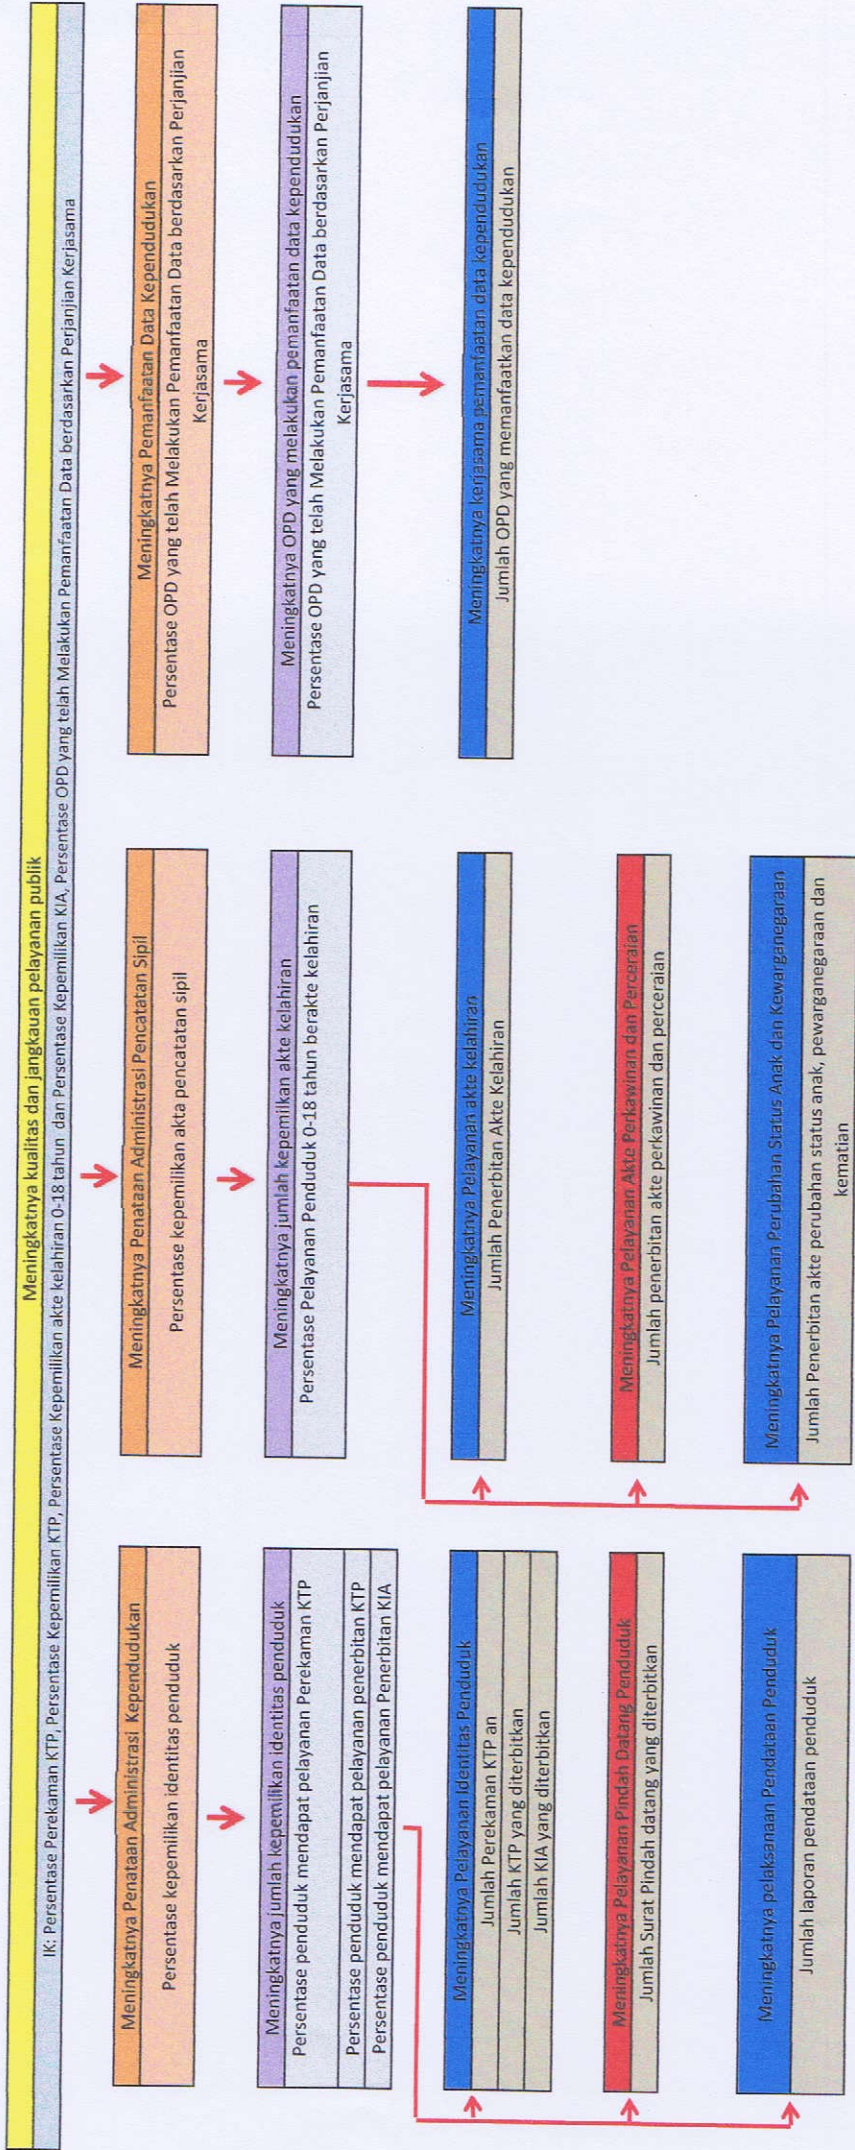 Meningkatnya kualitas dan jangkauan pelayanan publik
IK: Persentase Perekaman KTP, Persentase Kepemilikan KTP, Persentase Kepemilikan akte kelahiran 0-18 tahun dan Persentase Kepemilikan KIA, Persentase OPD yang telah Melakukan Pemanfaatan Data berdasarkan Perjanjian Kerjasama
Meningkatnya Penataan Administrasi Kependudukan
Persentase kepemilikan identitas penduduk
Meningkatnya jumlah kepemilikan identitas penduduk
Persentase penduduk mendapat pelayanan Perekaman KTP
Persentase penduduk mendapat pelayanan penerbitan KTP
Persentase penduduk mendapat pelayanan Penerbitan KIA
Meningkatnya Pelayanan Identitas Penduduk
Jumlah Perekaman KTP an
Jumlah KTP yang diterbitkan
Jumlah KIA yang diterbitkan
Meningkatnya Pelayanan Pindah Datang Penduduk
Jumlah Surat Pindah datang yang diterbitkan
Meningkatnya pelaksanaan Pendataan Penduduk
Jumlah laporan pendataan penduduk
Meningkatnya Penataan Administrasi Pencatatan Sipil
Persentase kepemilikan akta pencatatan sipil
Meningkatnya jumlah kepemilkan akte kelahiran
Persentase Pelayanan Penduduk 0-18 tahun berakte kelahiran
Meningkatnya Pelayanan akte kelahiran
Jumlah Penerbitan Akte Kelahiran
Meningkatnya Pelayanan Akte Perkawinan dan Perceraian
Jumlah penerbitan akte perkawinan dan perceraian
Meningkatnya Pelayanan Perubahan Status Anak dan Kewarganegaraan
Jumlah Penerbitan akte perubahan status anak, pewarganegaraan dan
kematian
Meningkatnya Pemanfaatan Data Kependudukan
Persentase OPD yang telah Melakukan Pemanfaatan Data berdasarkan Perjanjian
Kerjasama
Meningkatnya OPD yang melakukan pemanfaatan data kependudukan
Persentase OPD yang telah Melakukan Pemanfaatan Data berdasarkan Perjanjian
Kerjasama
Meningkatnya kerjasama pemanfaatan data kependudukan
Jumlah OPD yang memanfaatkan data kependudukan